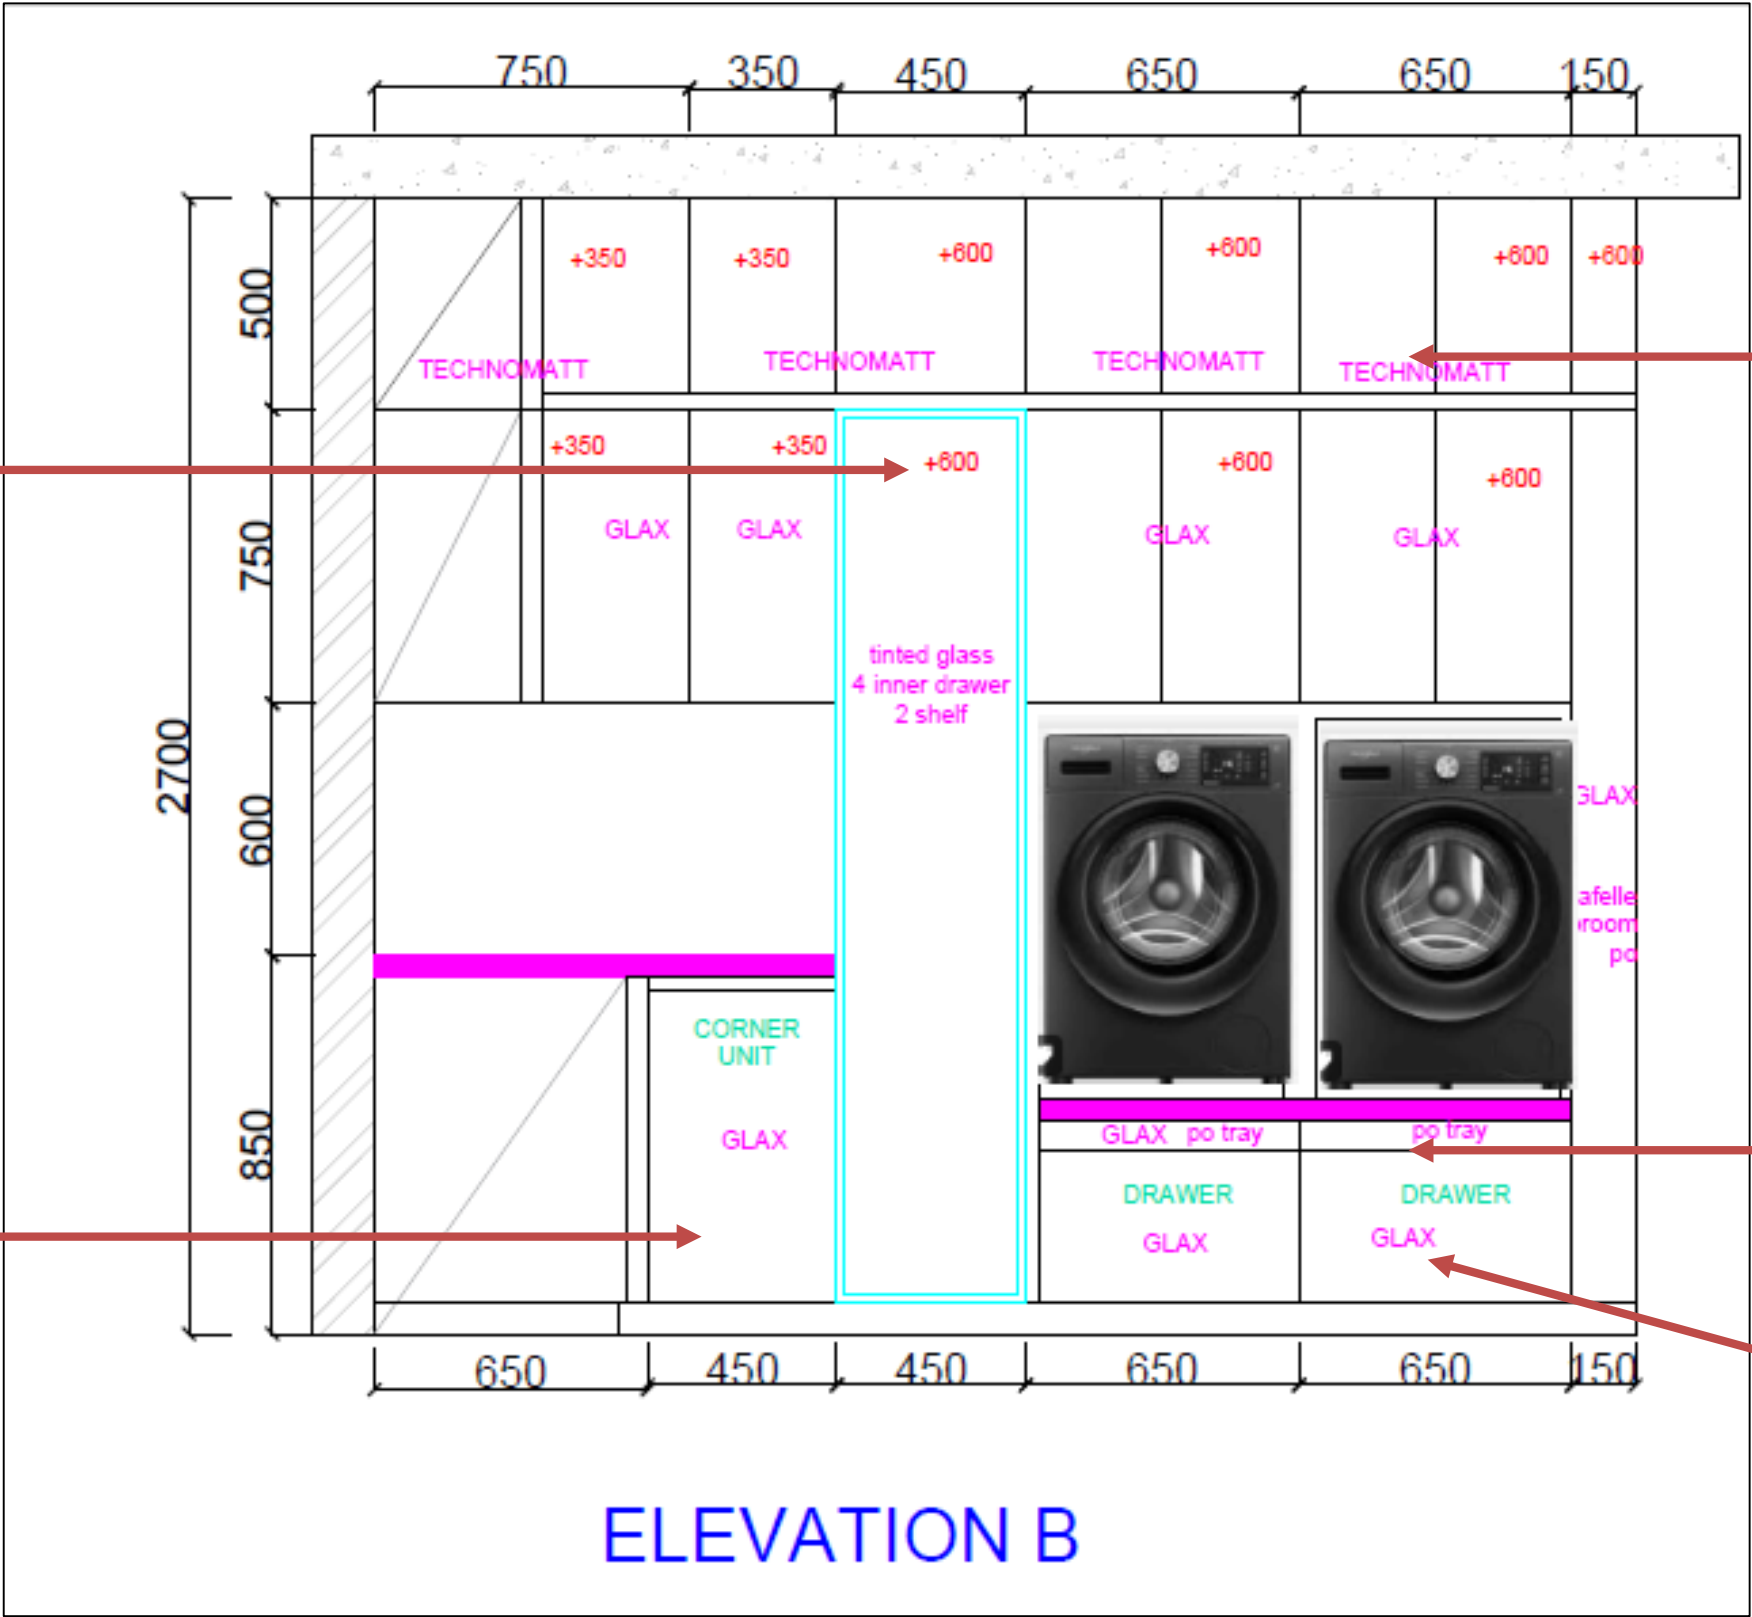 750 350 450 650 650 150
+350 +350 +600 +600 +600 +600
500
TECHNOMATT TECHNOMATT TECHNOMATT TECHNOMATT
+350 +350 +600 +600 +600
750
GLAX GLAX GLAX GLAX
tinted glass
4 inner drawer
2 shelf
2700
600
GLAX
afelle
room
po
CORNER
UNIT
GLAX
850
GLAX po tray po tray
DRAWER DRAWER
GLAX GLAX
650 450 450 650 650 150
ELEVATION B